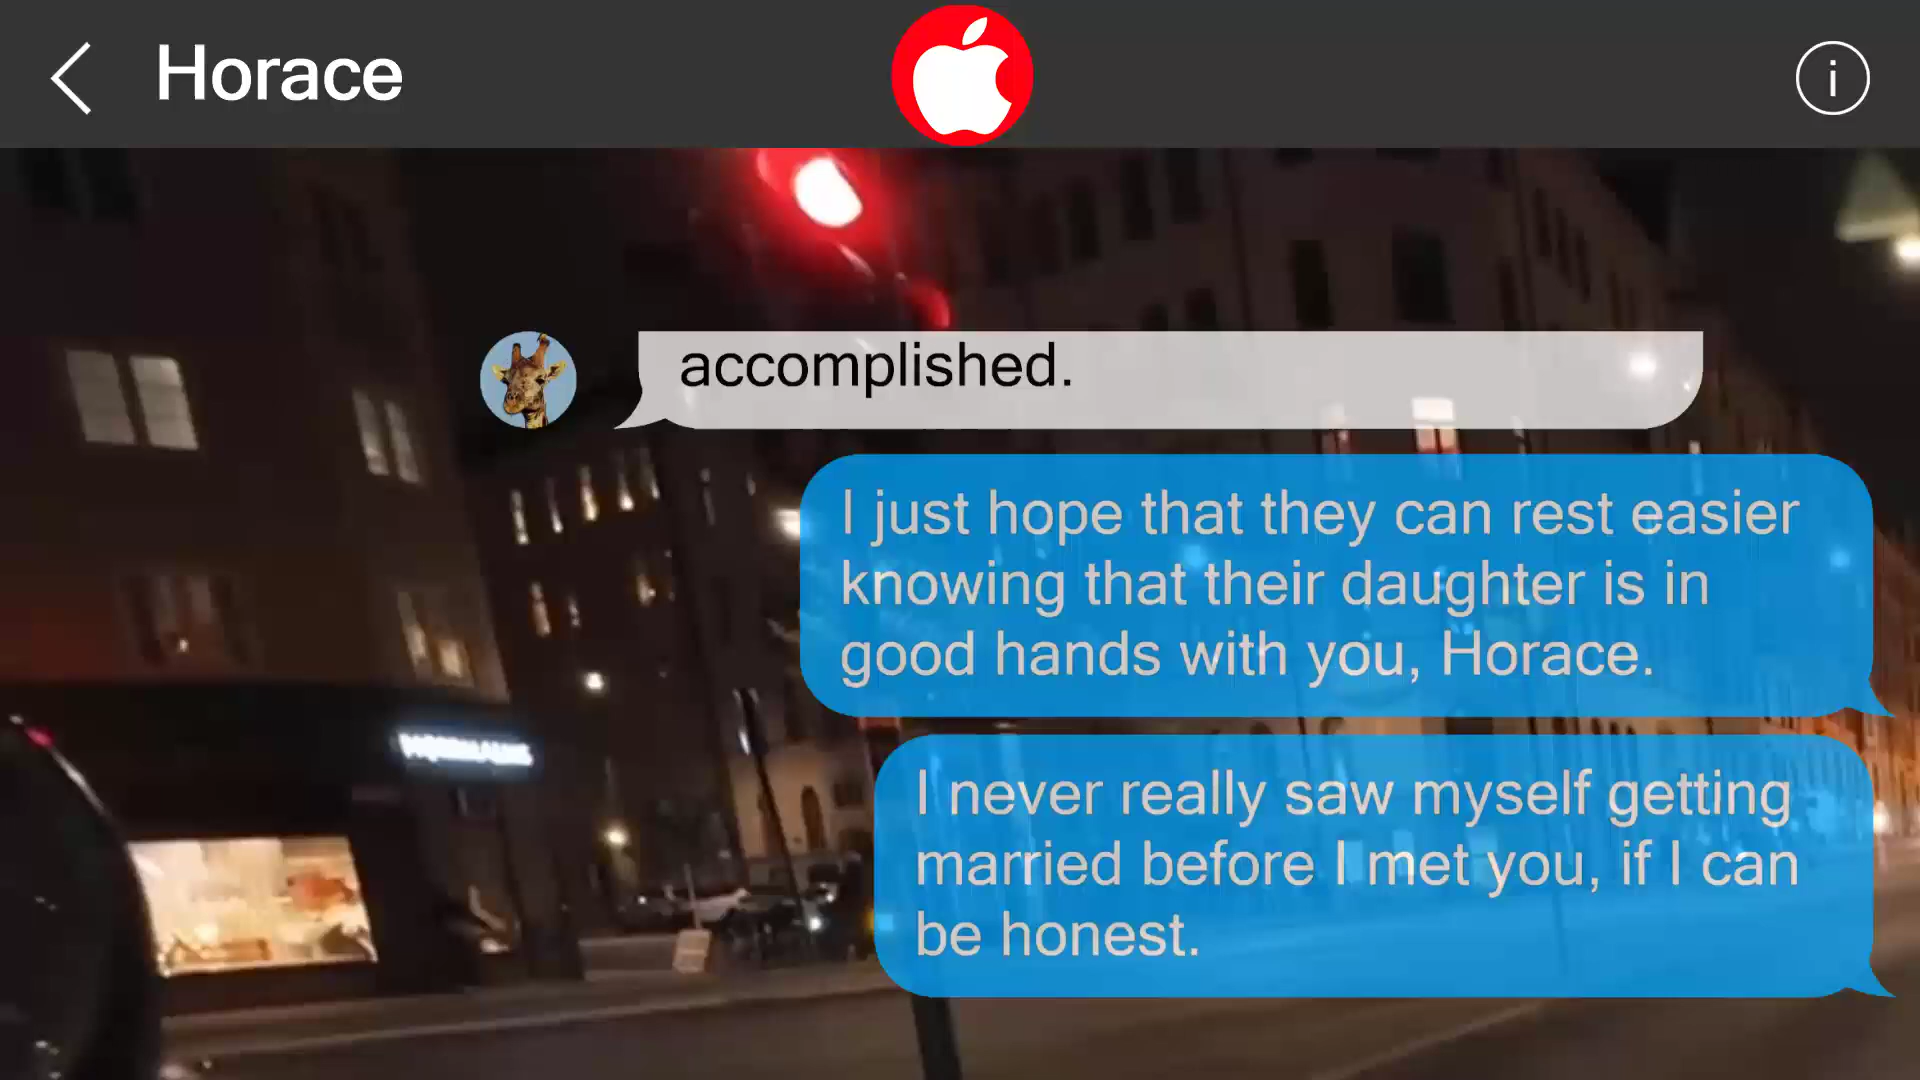 Horace
i
accomplished.
I just hope that they can rest easier
knowing that their daughter is in
good hands with you, Horace.
I never really saw myself getting
married before I met you, if I can
be honest.